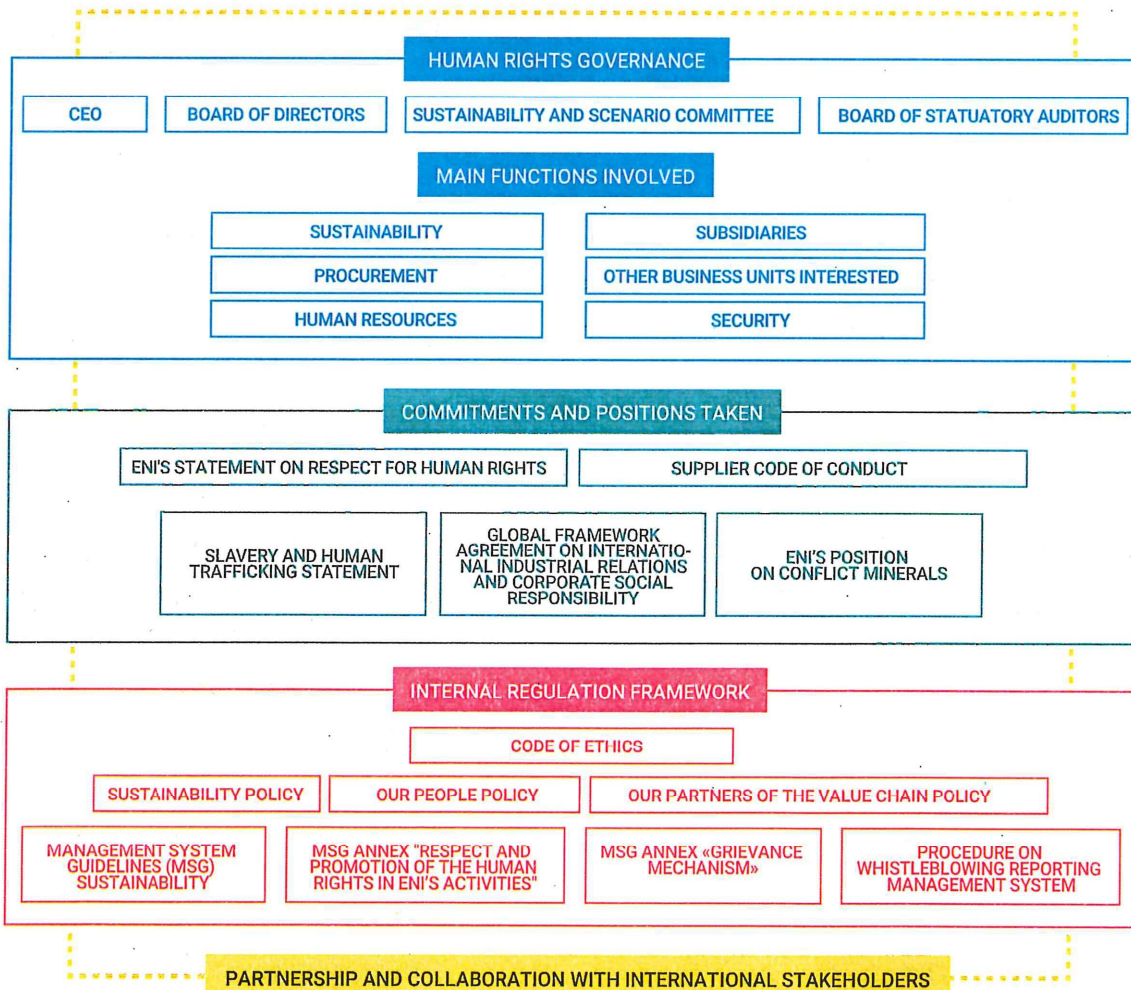 HUMAN RIGHTS GOVERNANCE
CEO
BOARD OF DIRECTORS
SUSTAINABILITY AND SCENARIO COMMITTEE
BOARD OF STATUATORY AUDITORS
MAIN FUNCTIONS INVOLVED
SUSTAINABILITY
SUBSIDIARIES
PROCUREMENT
OTHER BUSINESS UNITS INTERESTED
HUMAN RESOURCES
SECURITY
COMMITMENTS AND POSITIONS TAKEN
ENI'S STATEMENT ON RESPECT FOR HUMAN RIGHTS
SUPPLIER CODE OF CONDUCT
SLAVERY AND HUMAN
TRAFFICKING STATEMENT
GLOBAL FRAMEWORK
AGREEMENT ON INTERNATIO-
NAL INDUSTRIAL RELATIONS
AND CORPORATE SOCIAL
RESPONSIBILITY
ENI'S POSITION
ON CONFLICT MINERALS
INTERNAL REGULATION FRAMEWORK
CODE OF ETHICS
SUSTAINABILITY POLICY
OUR PEOPLE POLICY
OUR PARTNERS OF THE VALUE CHAIN POLICY
MANAGEMENT SYSTEM
GUIDELINES (MSG)
SUSTAINABILITY
MSG ANNEX "RESPECT AND
PROMOTION OF THE HUMAN
RIGHTS IN ENI'S ACTIVITIES"
MSG ANNEX «GRIEVANCE
MECHANISM»
PROCEDURE ON
WHISTLEBLOWING REPORTING
MANAGEMENT SYSTEM
PARTNERSHIP AND COLLABORATION WITH INTERNATIONAL STAKEHOLDERS